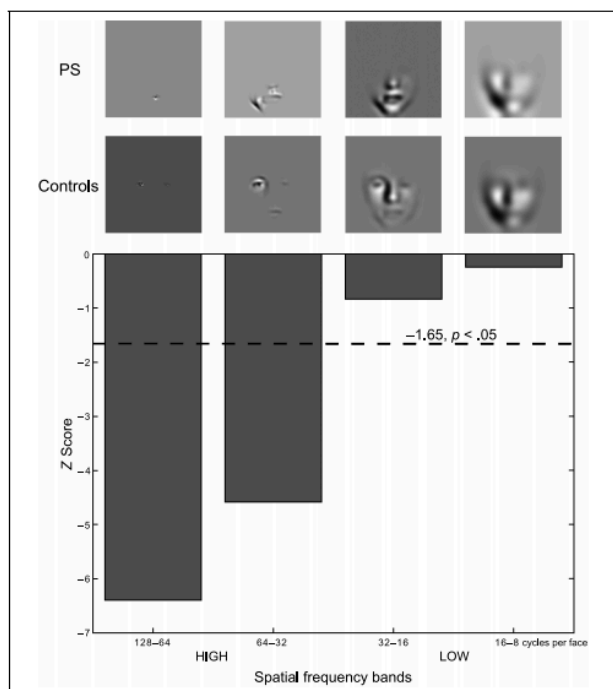 PS
Controls
0
−1
−1.65, p < .05
−2
−3
−4
−5
−6
−7
Z Score
128–64
64–32
32–16
16–8 cycles per face
HIGH
LOW
Spatial frequency bands